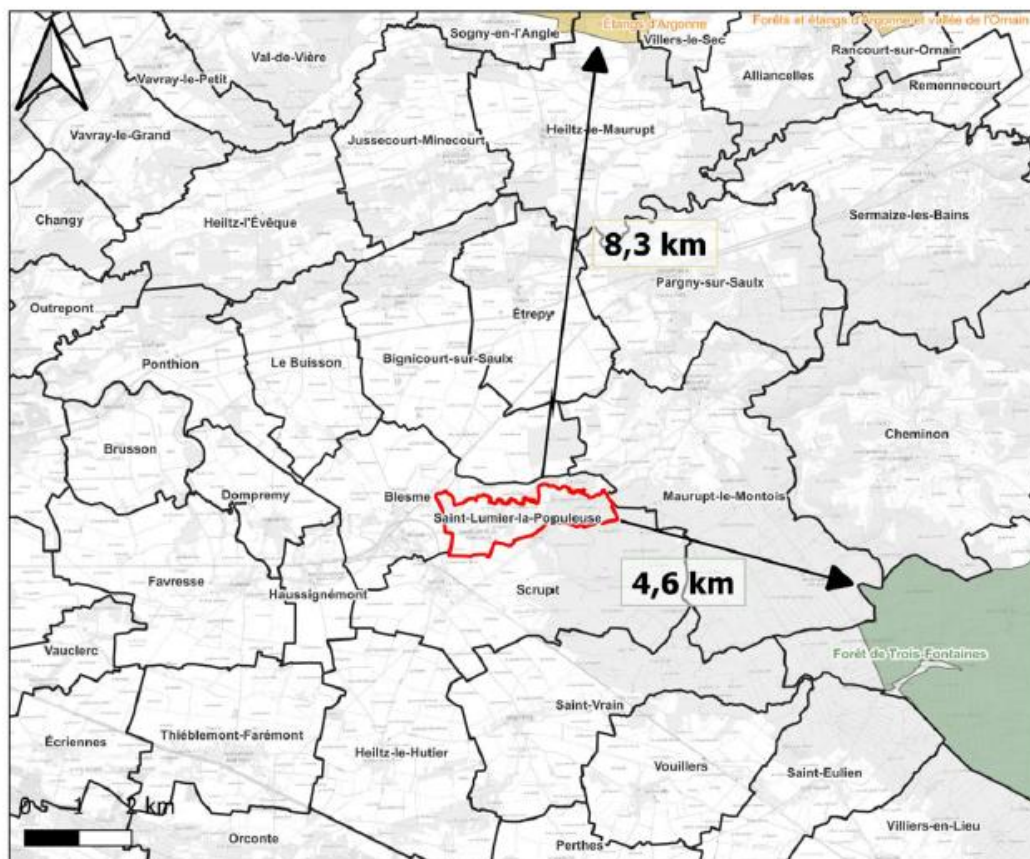 Étangs d'Argonne
Forêts et étangs d'Argonne et vallée de l'Ornain
Sogny-en-l'Angle
Villers-le-Sec
Rancourt-sur-Ornain
Val-de-Vière
Vavray-le-Petit
Alliancelles
Remennecourt
Vavray-le-Grand
Jussecourt-Minecourt
Heiltz-le-Maurupt
Changy
Heiltz-l'Évêque
Sermaize-les-Bains
8,3 km
Pargny-sur-Saulx
Outrepont
Étrepy
Ponthion
Le Buisson
Bignicourt-sur-Saulx
Brusson
Cheminon
Dompremy
Blesme
Maurupt-le-Montois
Saint-Lumier-la-Populeuse
Favresse
Haussignémont
Scrupt
4,6 km
Vauclerc
Forêt de Trois-Fontaines
Saint-Vrain
Écriennes
Thiéblemont-Farémont
Heiltz-le-Hutier
Vouillers
Saint-Eulien
1 2 km
Villiers-en-Lieu
Orconte
Perthes